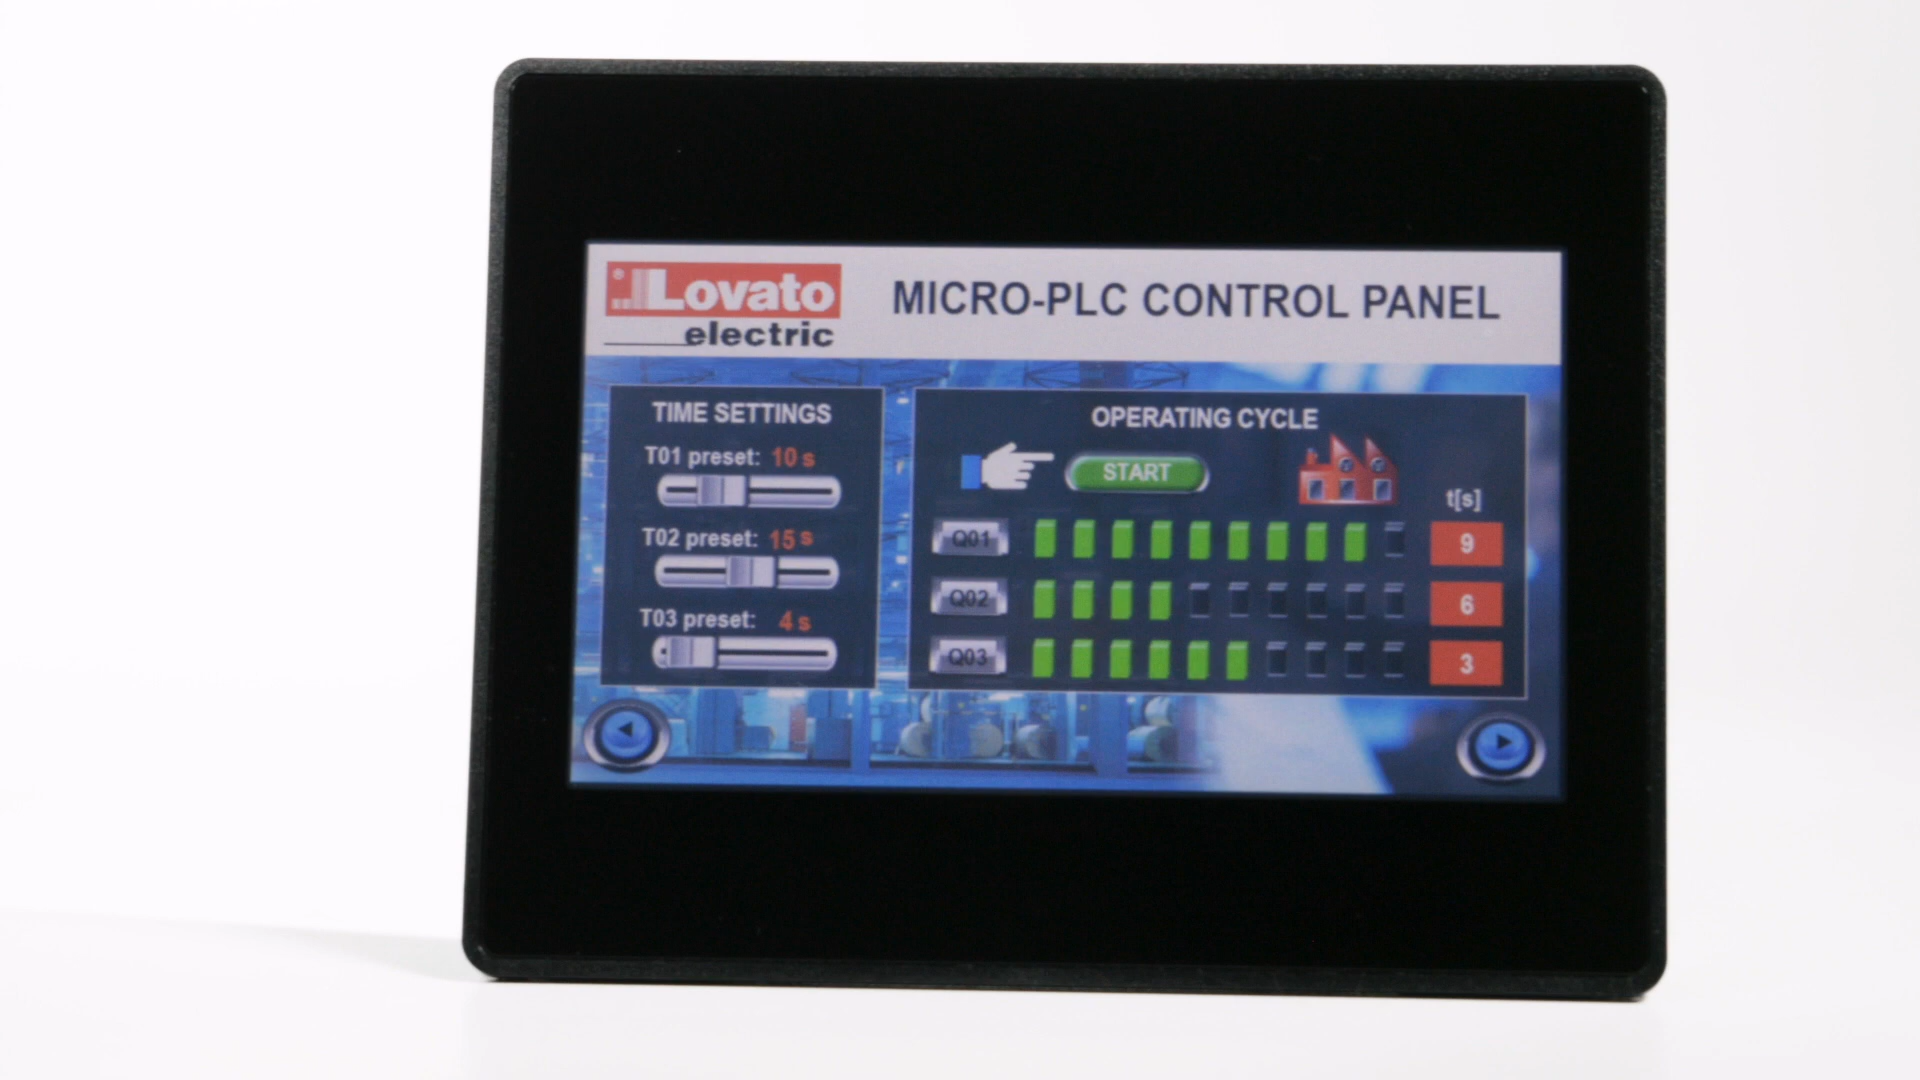 ® Lovato
electric
MICRO-PLC CONTROL PANEL
TIME SETTINGS
T01 preset: 10 s
T02 preset: 15 s
T03 preset: 4 s
OPERATING CYCLE
START
t[s]
Q01 9
Q02 6
Q03 3